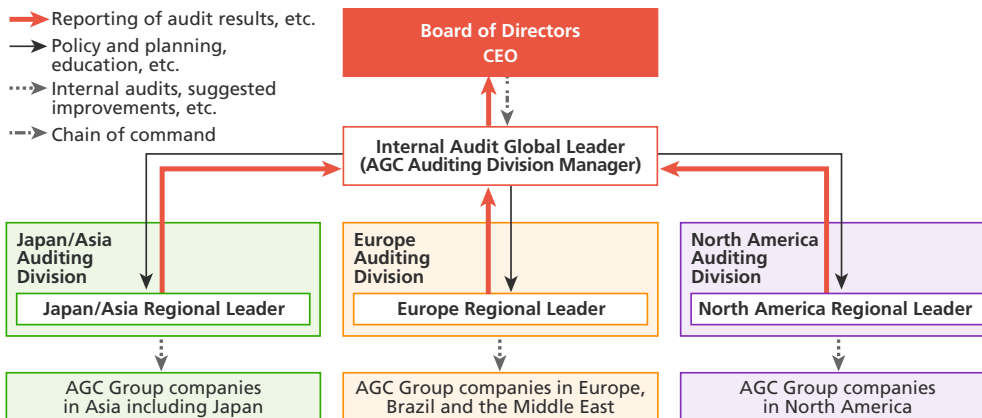 Reporting of audit results, etc.
Policy and planning,
education, etc.
Internal audits, suggested
improvements, etc.
Chain of command
Board of Directors
CEO
Internal Audit Global Leader
(AGC Auditing Division Manager)
Japan/Asia
Auditing
Division
Japan/Asia Regional Leader
Europe
Auditing
Division
Europe Regional Leader
North America
Auditing
Division
North America Regional Leader
AGC Group companies
in Asia including Japan
AGC Group companies in Europe,
Brazil and the Middle East
AGC Group companies
in North America